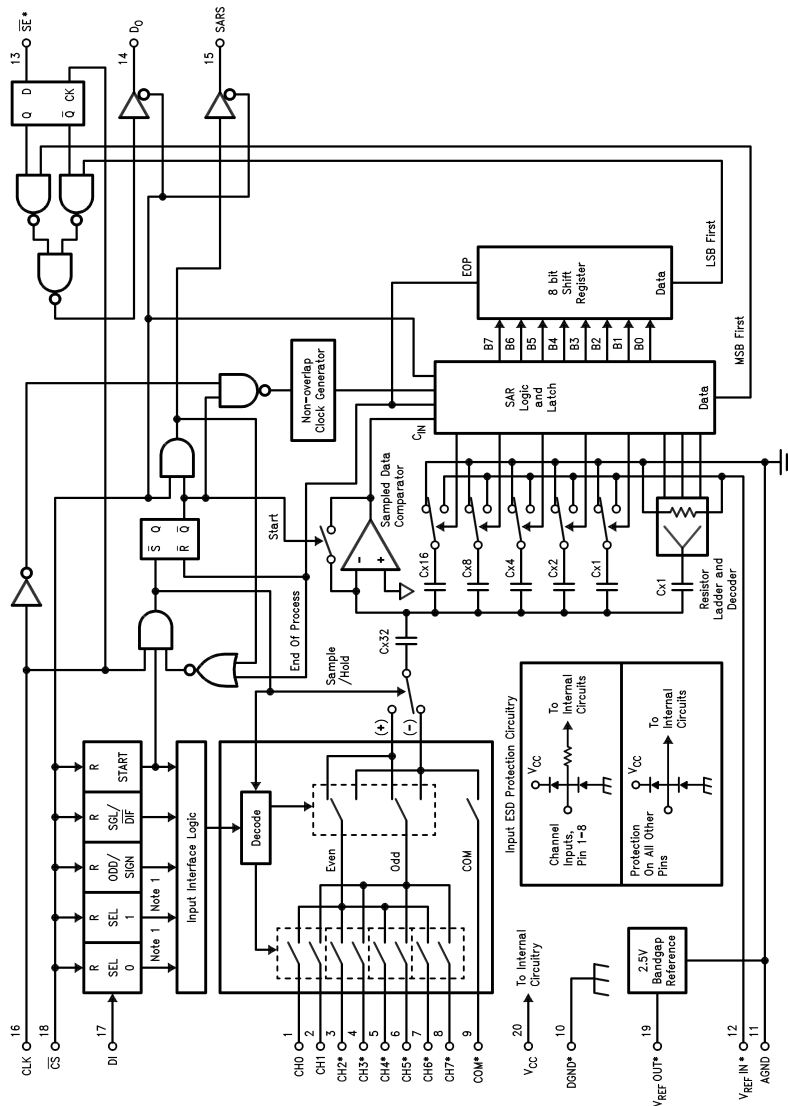 16
CLK
18
C̅S̅
17
DI
R
SEL
0
R
SEL
1
R
ODD/
SIGN
R
SGL/
D̅I̅F̅
R
START
Note 1
Note 1
Input Interface Logic
Decode
Even
Odd
COM
(+)
(-)
1
CH0
2
CH1
3
CH2*
4
CH3*
5
CH4*
6
CH5*
7
CH6*
8
CH7*
9
COM*
20
VCC
To Internal
Circuitry
10
DGND*
19
VREF OUT*
2.5V
Bandgap
Reference
12
VREF IN*
11
AGND
Input ESD Protection Circuitry
VCC
To
Internal
Circuits
Channel
Inputs,
Pin 1-8
VCC
To
Internal
Circuits
Protection
On All Other
Pins
Sample
/Hold
End Of Process
S̅ Q
R̅ Q̅
Start
Sampled Data
Comparator
-
+
Cx32
Cx16
Cx8
Cx4
Cx2
Cx1
Cx1
Resistor
Ladder and
Decoder
Non-overlap
Clock Generator
CIN
SAR
Logic
and
Latch
Data
MSB First
B7
B6
B5
B4
B3
B2
B1
B0
EOP
8 bit
Shift
Register
Data
LSB First
Q D
Q̅ CK
13
S̅E̅*
14
DO
15
SARS